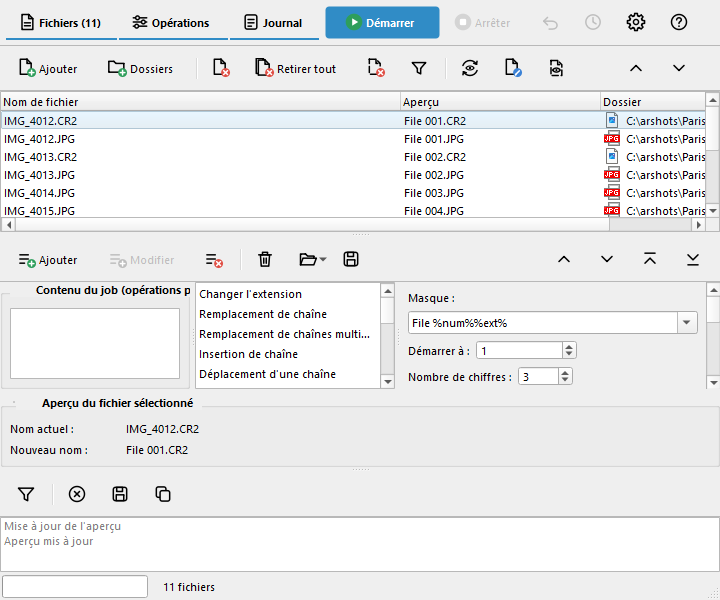 Fichiers (11) Opérations Journal Démarrer Arrêter
Ajouter Dossiers Retirer tout
Nom de fichier Aperçu Dossier
IMG_4012.CR2 File 001.CR2 C:\arshots\Paris
IMG_4012.JPG File 001.JPG JPG C:\arshots\Paris
IMG_4013.CR2 File 002.CR2 C:\arshots\Paris
IMG_4013.JPG File 002.JPG JPG C:\arshots\Paris
IMG_4014.JPG File 003.JPG JPG C:\arshots\Paris
IMG_4015.JPG File 004.JPG JPG C:\arshots\Paris
Ajouter Modifier
Contenu du job (opérations p
Changer l'extension
Remplacement de chaîne
Remplacement de chaînes multi...
Insertion de chaîne
Déplacement d'une chaîne
Masque :
File %num%%ext%
Démarrer à : 1
Nombre de chiffres : 3
Aperçu du fichier sélectionné
Nom actuel : IMG_4012.CR2
Nouveau nom : File 001.CR2
Mise à jour de l'aperçu
Aperçu mis à jour
11 fichiers